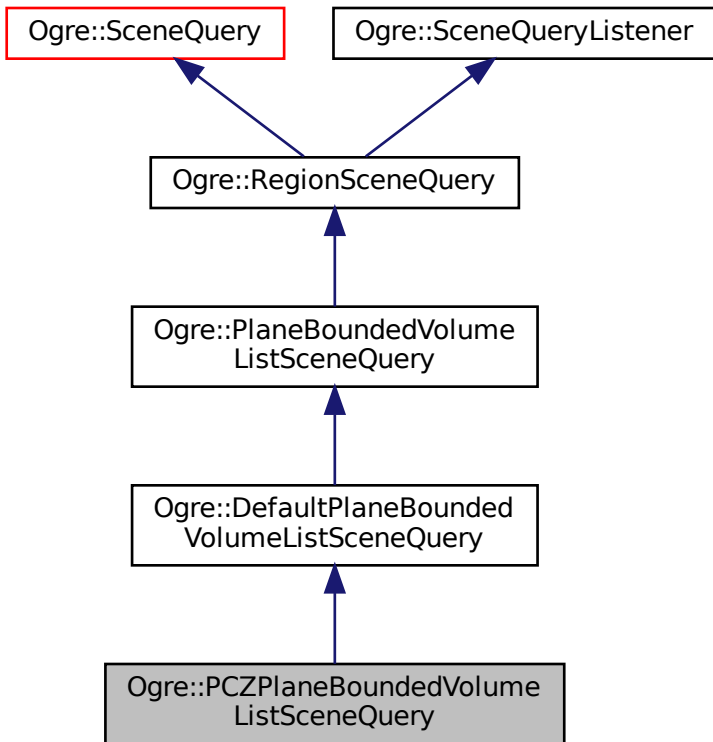 Ogre::SceneQuery
Ogre::SceneQueryListener
Ogre::RegionSceneQuery
Ogre::PlaneBoundedVolume
ListSceneQuery
Ogre::DefaultPlaneBounded
VolumeListSceneQuery
Ogre::PCZPlaneBoundedVolume
ListSceneQuery